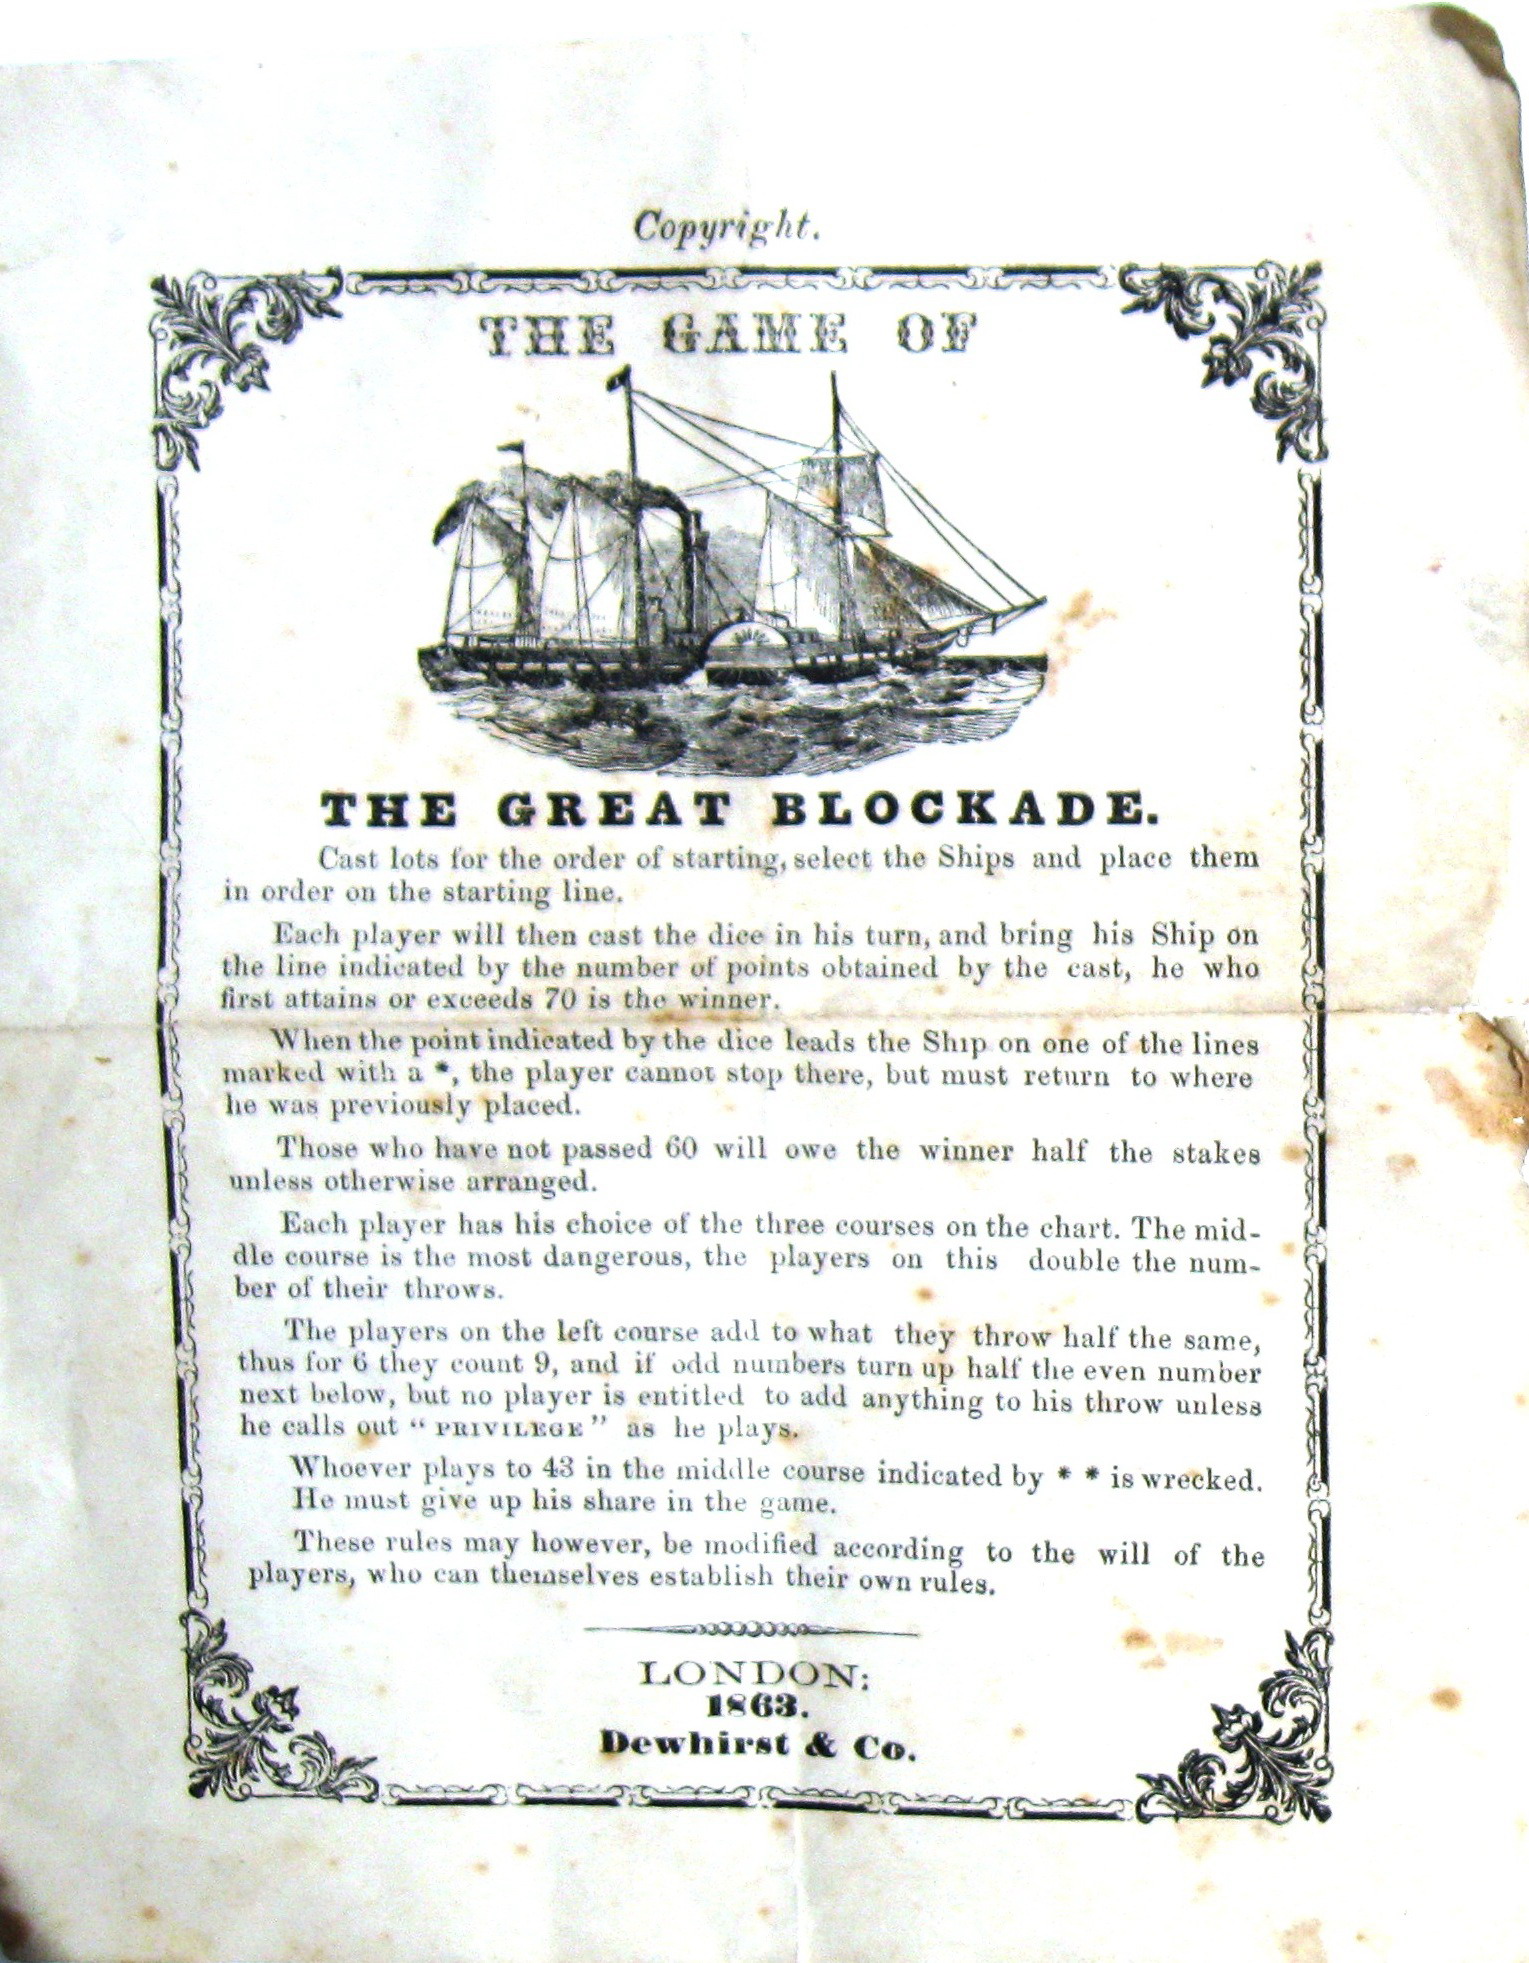 Copyright.
THE GAME OF
THE GREAT BLOCKADE.
Cast lots for the order of starting, select the Ships and place them
in order on the starting line.
Each player will then cast the dice in his turn, and bring his Ship on
the line indicated by the number of points obtained by the cast, he who
first attains or exceeds 70 is the winner.
When the point indicated by the dice leads the Ship on one of the lines
marked with a *, the player cannot stop there, but must return to where
he was previously placed.
Those who have not passed 60 will owe the winner half the stakes
unless otherwise arranged.
Each player has his choice of the three courses on the chart. The mid-
dle course is the most dangerous, the players on this double the num-
ber of their throws.
The players on the left course add to what they throw half the same,
thus for 6 they count 9, and if odd numbers turn up half the even number
next below, but no player is entitled to add anything to his throw unless
he calls out " PRIVILEGE " as he plays.
Whoever plays to 43 in the middle course indicated by * * is wrecked.
He must give up his share in the game.
These rules may however, be modified according to the will of the
players, who can themselves establish their own rules.
LONDON:
1863.
Dewhirst & Co.